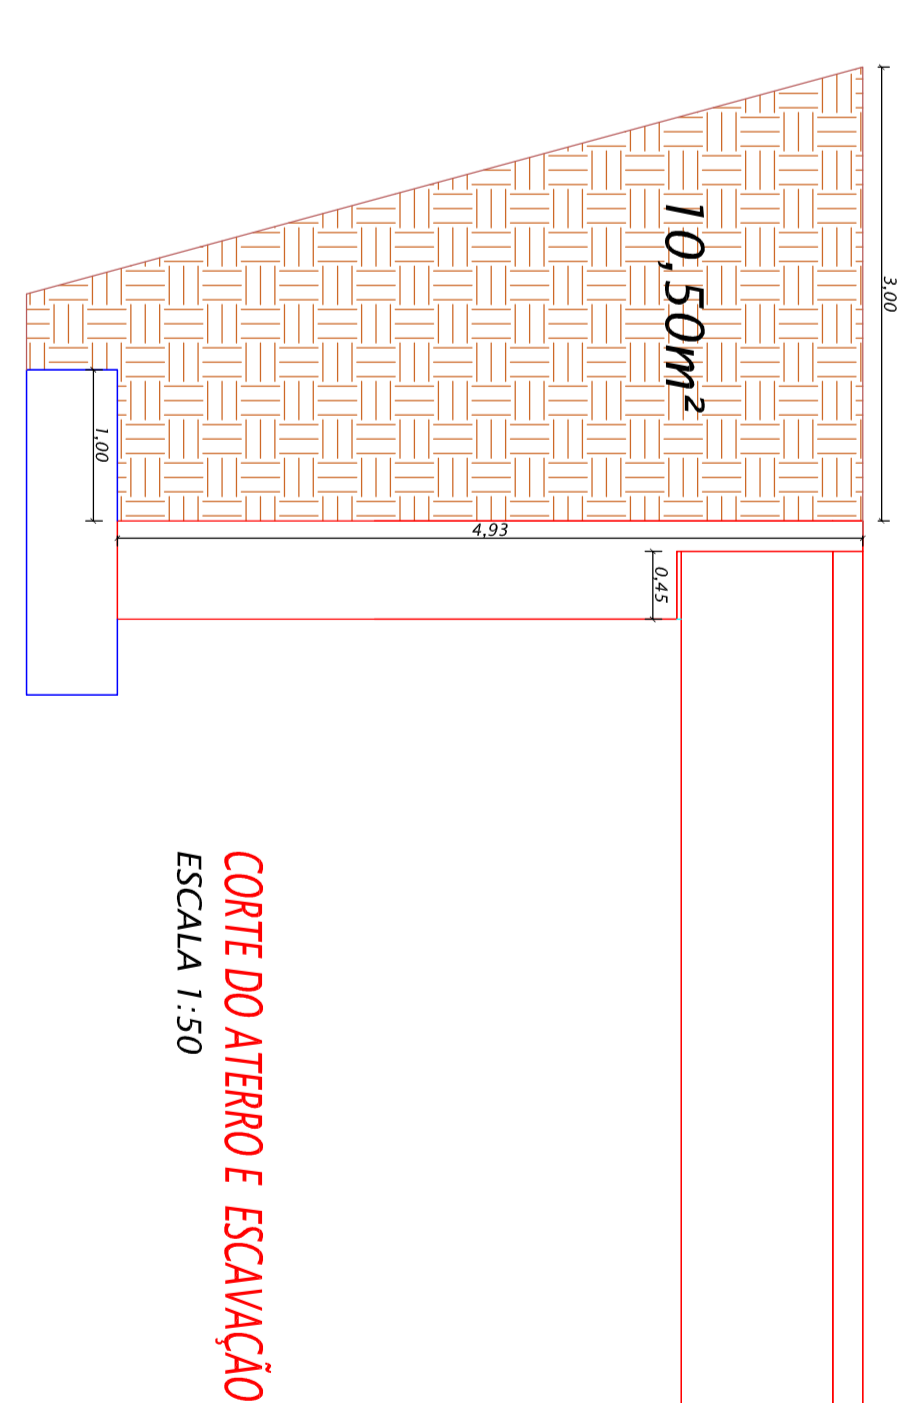 3,00
10,50m²
1,00
4,93
0,45
CORTE DO ATERRO E ESCAVAÇÃO
ESCALA 1:50